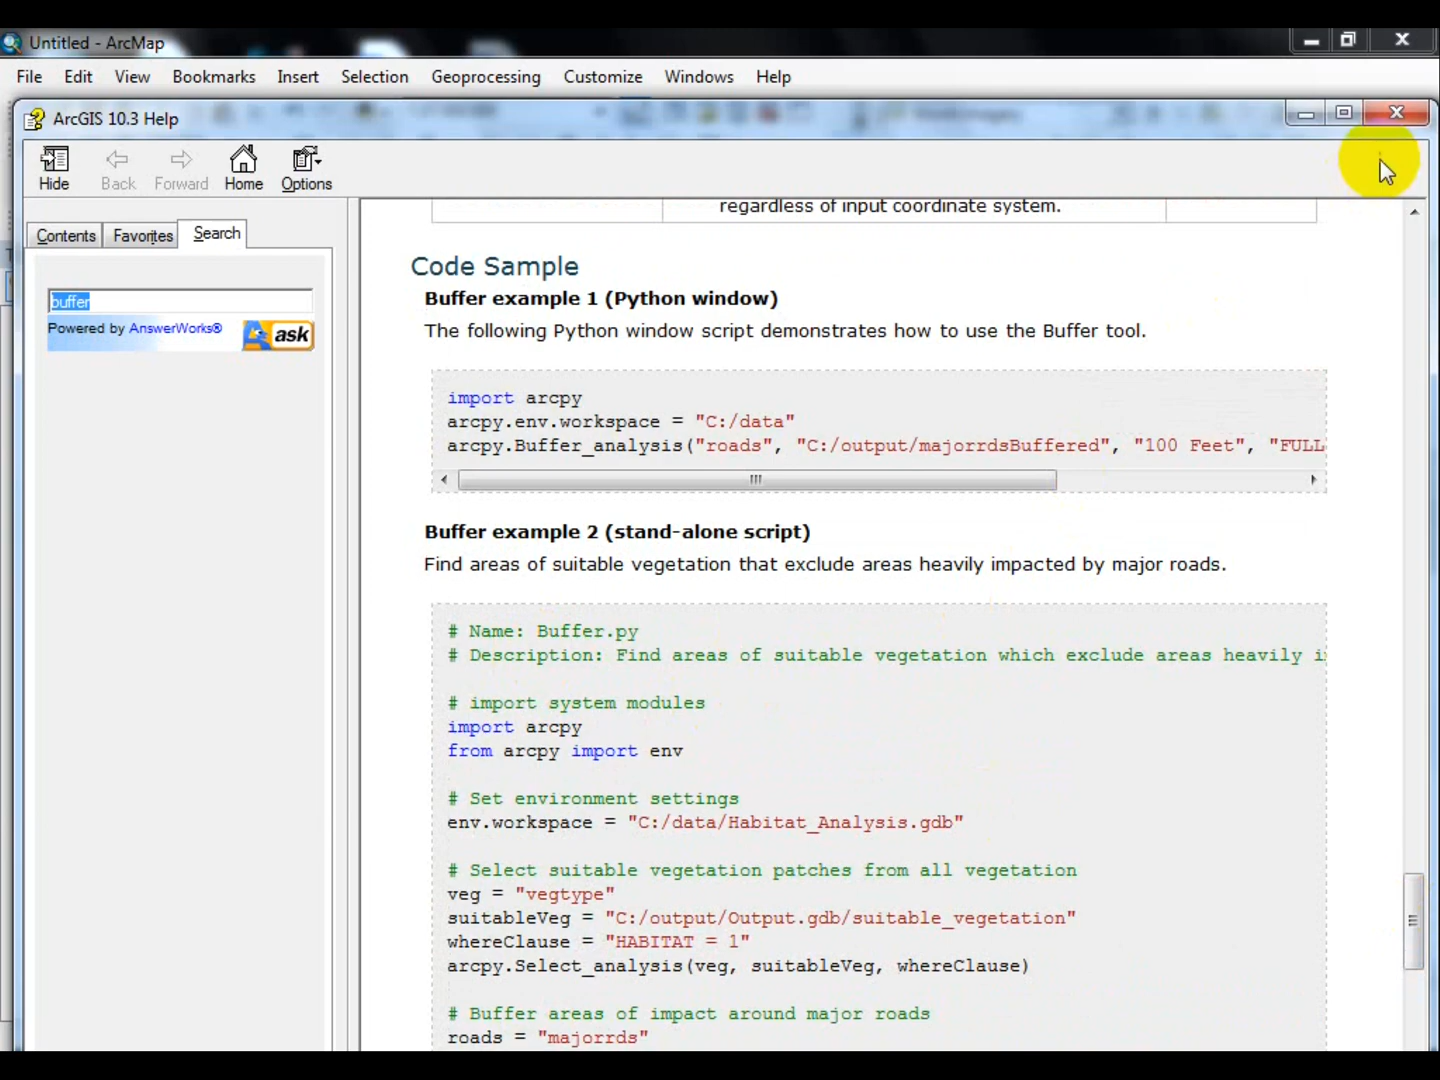 Untitled - ArcMap
File Edit View Bookmarks Insert Selection Geoprocessing Customize Windows Help
ArcGIS 10.3 Help
Hide Back Forward Home Options
Contents Favorites Search
buffer
Powered by AnswerWorks® ask
regardless of input coordinate system.
Code Sample
Buffer example 1 (Python window)
The following Python window script demonstrates how to use the Buffer tool.
import arcpy
arcpy.env.workspace = "C:/data"
arcpy.Buffer_analysis("roads", "C:/output/majorrdsBuffered", "100 Feet", "FULL
Buffer example 2 (stand-alone script)
Find areas of suitable vegetation that exclude areas heavily impacted by major roads.
# Name: Buffer.py
# Description: Find areas of suitable vegetation which exclude areas heavily i
# import system modules
import arcpy
from arcpy import env
# Set environment settings
env.workspace = "C:/data/Habitat_Analysis.gdb"
# Select suitable vegetation patches from all vegetation
veg = "vegtype"
suitableVeg = "C:/output/Output.gdb/suitable_vegetation"
whereClause = "HABITAT = 1"
arcpy.Select_analysis(veg, suitableVeg, whereClause)
# Buffer areas of impact around major roads
roads = "majorrds"